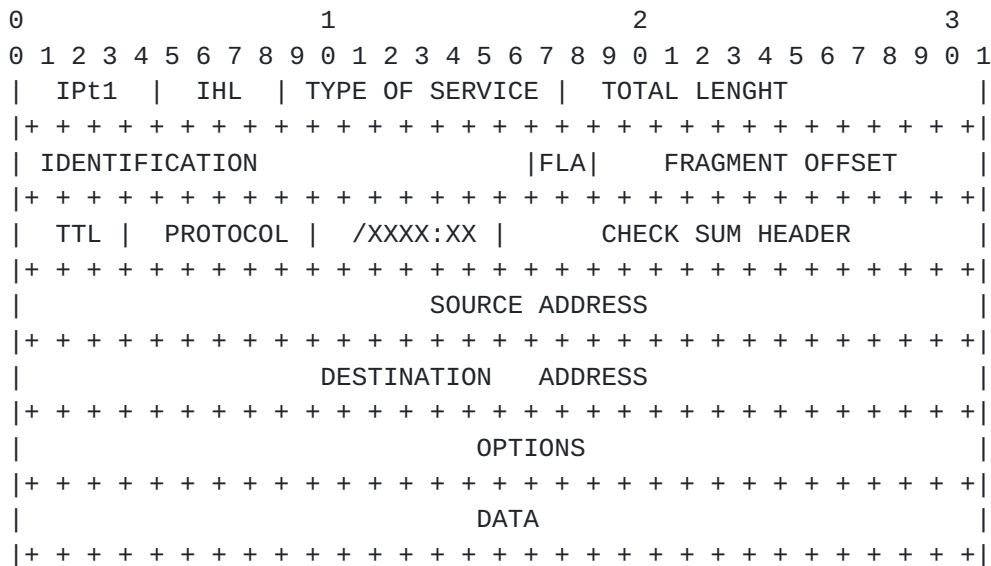 0                   1                   2                   3
0 1 2 3 4 5 6 7 8 9 0 1 2 3 4 5 6 7 8 9 0 1 2 3 4 5 6 7 8 9 0 1
|  IPt1  |  IHL  | TYPE OF SERVICE |  TOTAL LENGHT            |
|+ + + + + + + + + + + + + + + + + + + + + + + + + + + + + + +|
| IDENTIFICATION                 |FLA|    FRAGMENT OFFSET     |
|+ + + + + + + + + + + + + + + + + + + + + + + + + + + + + + +|
|  TTL |  PROTOCOL |  /XXXX:XX |      CHECK SUM HEADER        |
|+ + + + + + + + + + + + + + + + + + + + + + + + + + + + + + +|
|                          SOURCE ADDRESS                     |
|+ + + + + + + + + + + + + + + + + + + + + + + + + + + + + + +|
|                   DESTINATION   ADDRESS                     |
|+ + + + + + + + + + + + + + + + + + + + + + + + + + + + + + +|
|                             OPTIONS                         |
|+ + + + + + + + + + + + + + + + + + + + + + + + + + + + + + +|
|                             DATA                            |
|+ + + + + + + + + + + + + + + + + + + + + + + + + + + + + + +|